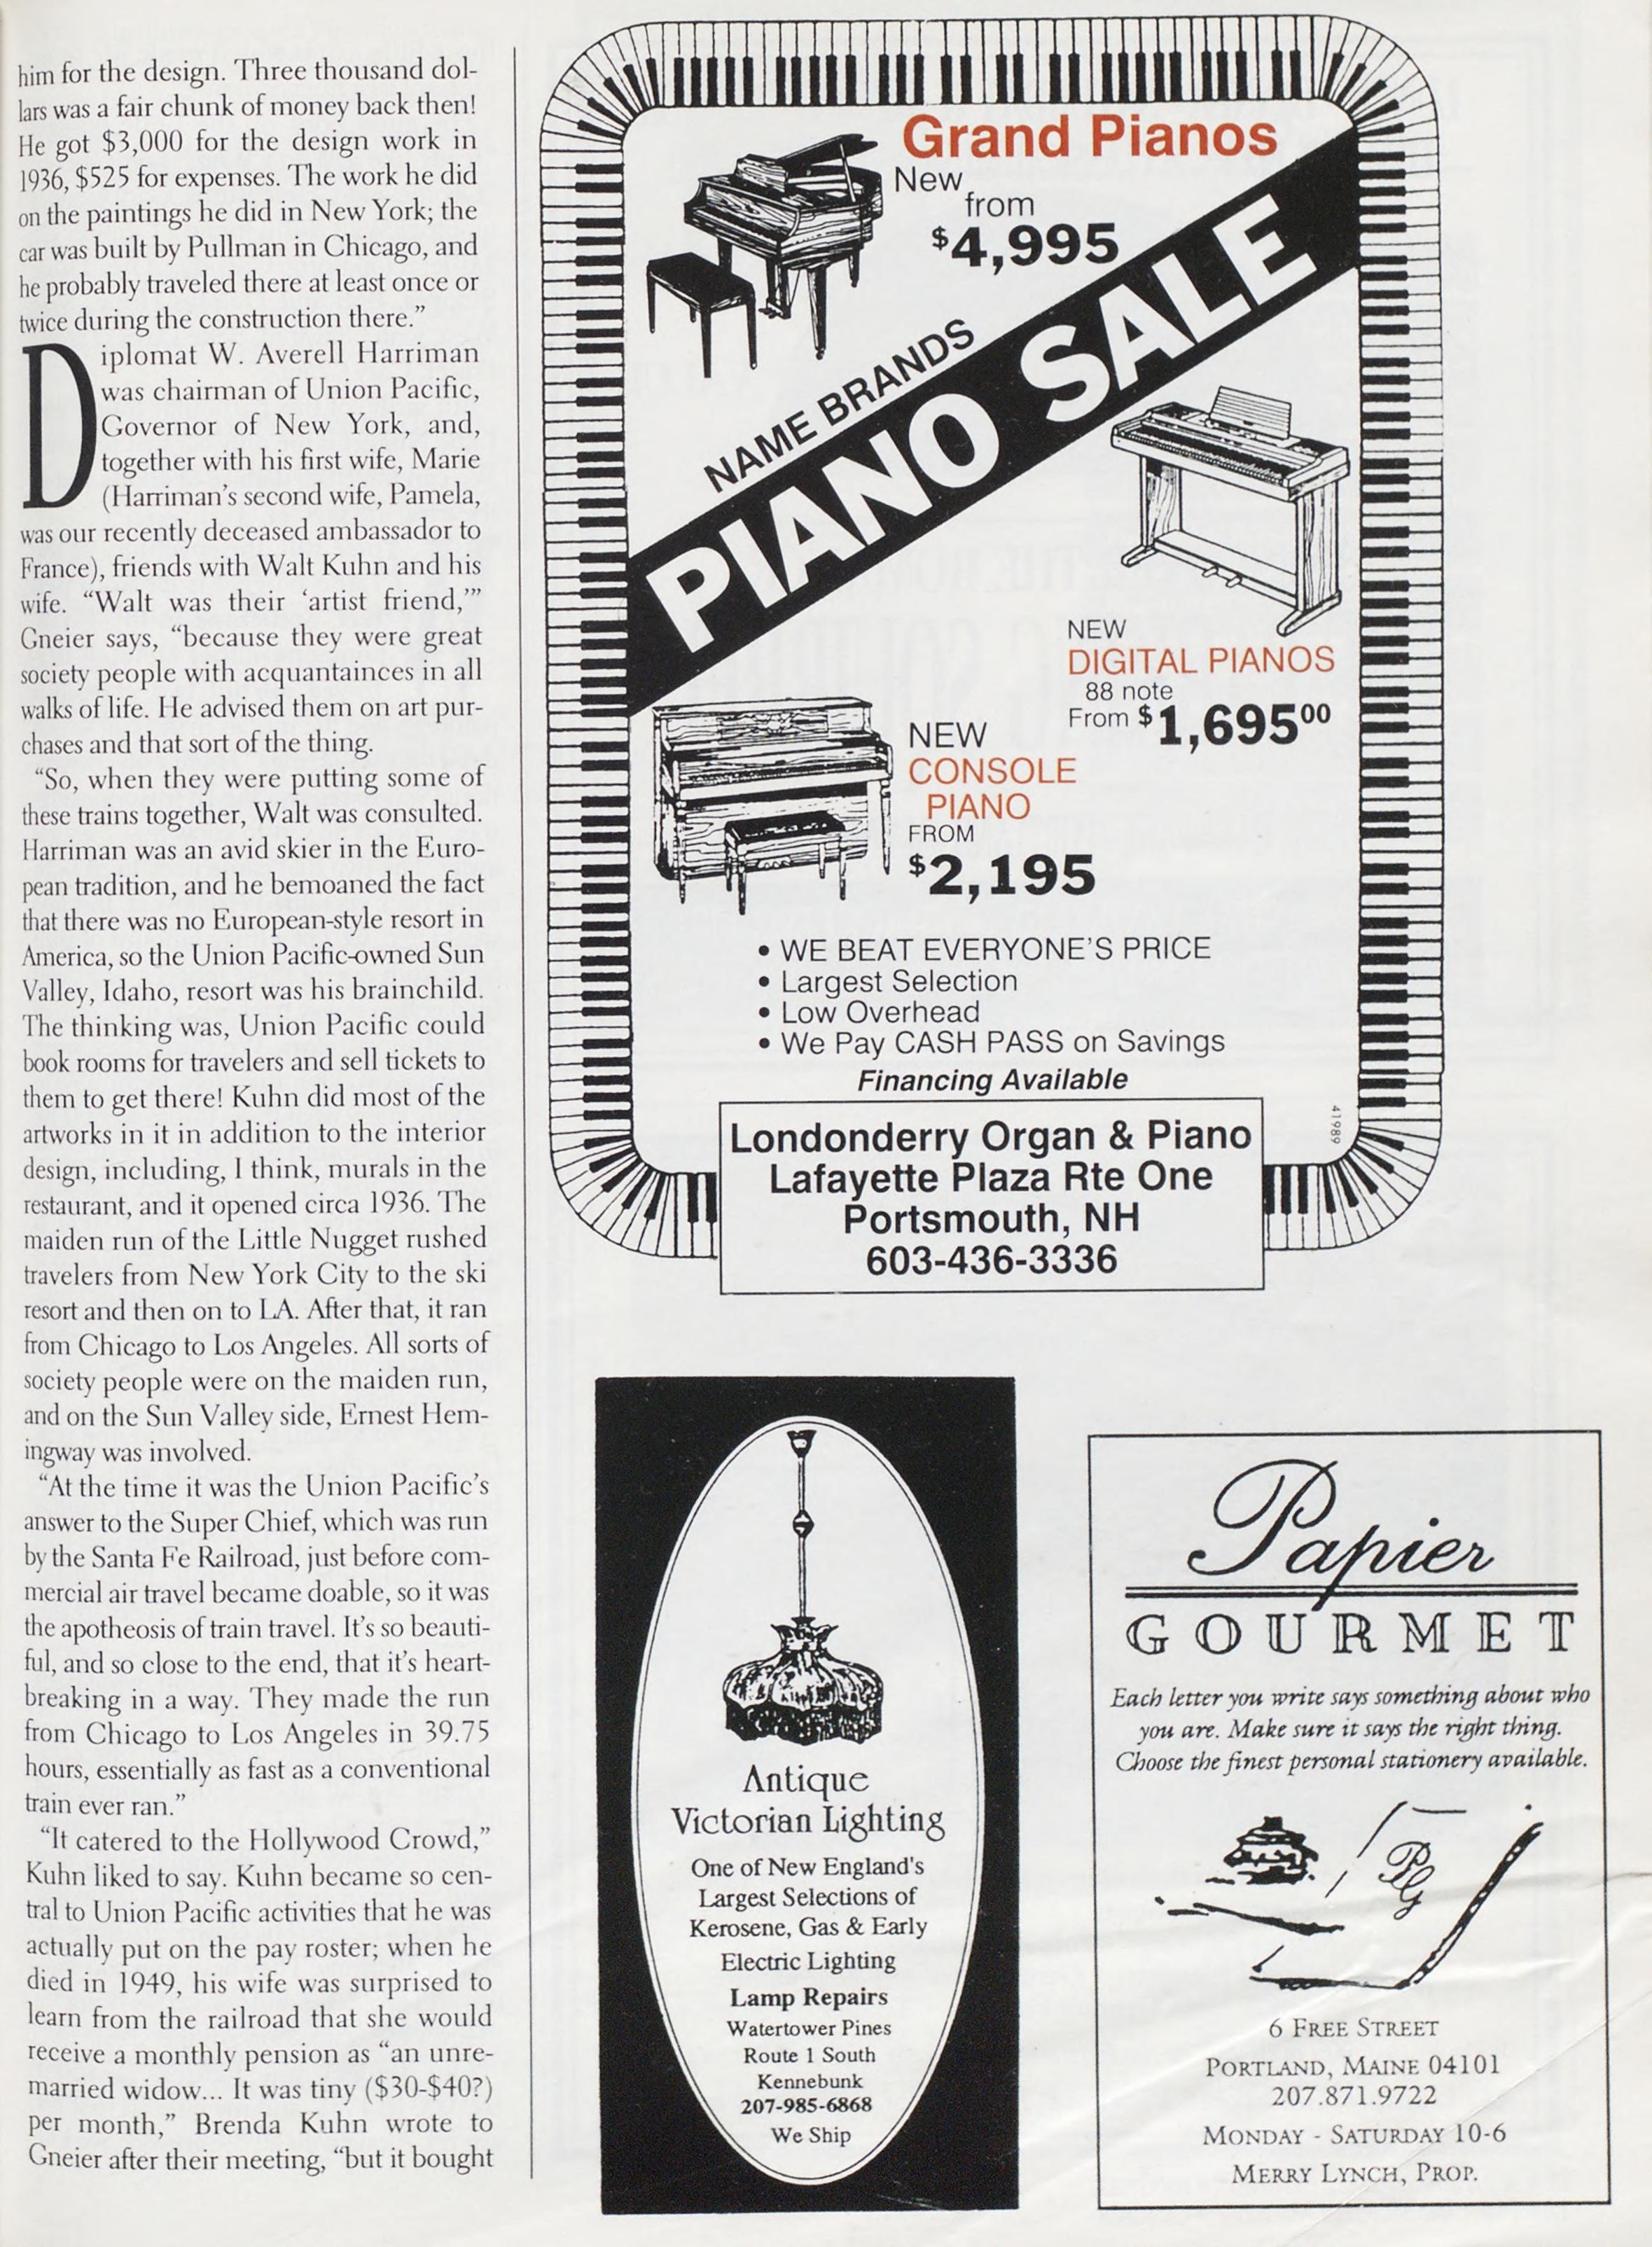 him for the design. Three thousand dol-
lars was a fair chunk of money back then!
He got $3,000 for the design work in
1936, $525 for expenses. The work he did
on the paintings he did in New York; the
car was built by Pullman in Chicago, and
he probably traveled there at least once or
twice during the construction there.”
Diplomat W. Averell Harriman
was chairman of Union Pacific,
Governor of New York, and,
together with his first wife, Marie
(Harriman’s second wife, Pamela,
was our recently deceased ambassador to
France), friends with Walt Kuhn and his
wife. “Walt was their ‘artist friend,’”
Gneier says, “because they were great
society people with acquantainces in all
walks of life. He advised them on art pur-
chases and that sort of the thing.
“So, when they were putting some of
these trains together, Walt was consulted.
Harriman was an avid skier in the Euro-
pean tradition, and he bemoaned the fact
that there was no European-style resort in
America, so the Union Pacific-owned Sun
Valley, Idaho, resort was his brainchild.
The thinking was, Union Pacific could
book rooms for travelers and sell tickets to
them to get there! Kuhn did most of the
artworks in it in addition to the interior
design, including, I think, murals in the
restaurant, and it opened circa 1936. The
maiden run of the Little Nugget rushed
travelers from New York City to the ski
resort and then on to LA. After that, it ran
from Chicago to Los Angeles. All sorts of
society people were on the maiden run,
and on the Sun Valley side, Ernest Hem-
ingway was involved.
“At the time it was the Union Pacific’s
answer to the Super Chief, which was run
by the Santa Fe Railroad, just before com-
mercial air travel became doable, so it was
the apotheosis of train travel. It’s so beauti-
ful, and so close to the end, that it’s heart-
breaking in a way. They made the run
from Chicago to Los Angeles in 39.75
hours, essentially as fast as a conventional
train ever ran.”
“It catered to the Hollywood Crowd,”
Kuhn liked to say. Kuhn became so cen-
tral to Union Pacific activities that he was
actually put on the pay roster; when he
died in 1949, his wife was surprised to
learn from the railroad that she would
receive a monthly pension as “an unre-
married widow... It was tiny ($30-$40?)
per month,” Brenda Kuhn wrote to
Gneier after their meeting, “but it bought
Grand Pianos
New
from
$4,995
NAME BRANDS
PIANO SALE
NEW
DIGITAL PIANOS
88 note
From $1,69500
NEW
CONSOLE
PIANO
FROM
$2,195
• WE BEAT EVERYONE’S PRICE
• Largest Selection
• Low Overhead
• We Pay CASH PASS on Savings
Financing Available
41989
Londonderry Organ & Piano
Lafayette Plaza Rte One
Portsmouth, NH
603-436-3336
Antique
Victorian Lighting
One of New England's
Largest Selections of
Kerosene, Gas & Early
Electric Lighting
Lamp Repairs
Watertower Pines
Route 1 South
Kennebunk
207-985-6868
We Ship
Papier
GOURMET
Each letter you write says something about who
you are. Make sure it says the right thing.
Choose the finest personal stationery available.
PG
6 FREE STREET
PORTLAND, MAINE 04101
207.871.9722
MONDAY - SATURDAY 10-6
MERRY LYNCH, PROP.